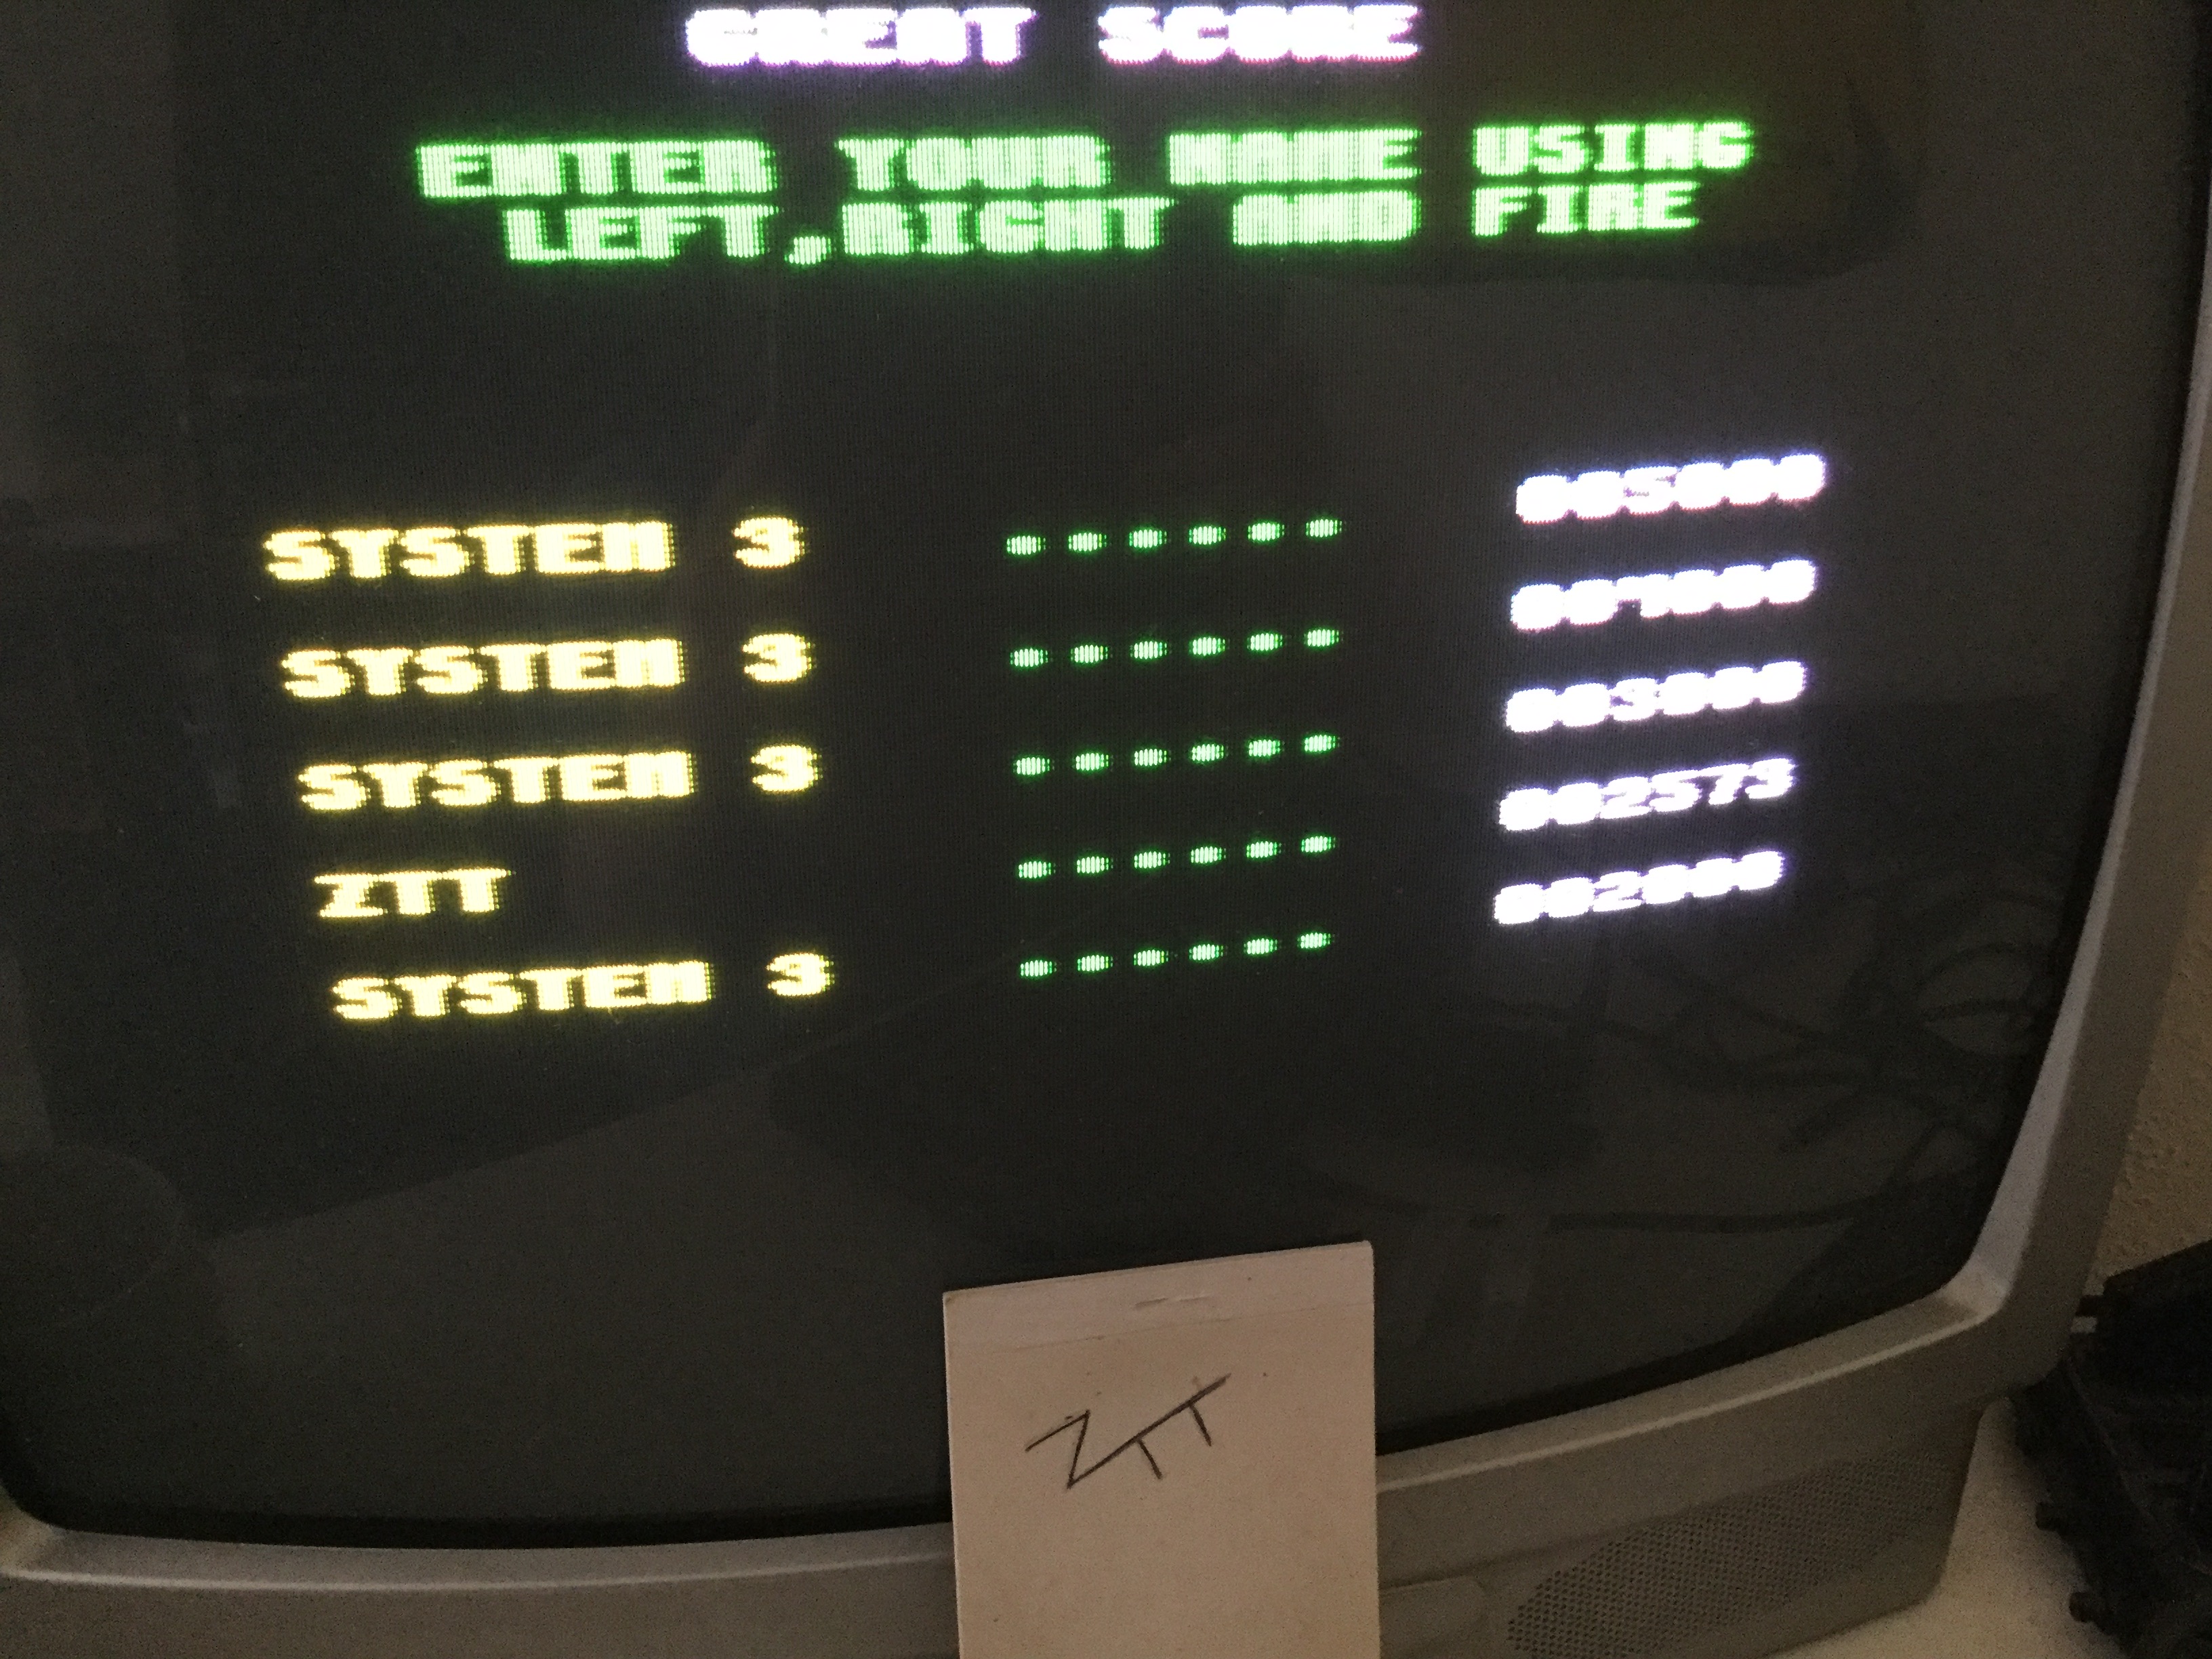 GREAT SCORE
ENTER YOUR NAME USING
LEFT,RIGHT AND FIRE
SYSTEM 3 ...... 005000
SYSTEM 3 ...... 004000
SYSTEM 3 ...... 003000
ZTT ...... 002573
SYSTEM 3 ...... 002000
ZTT